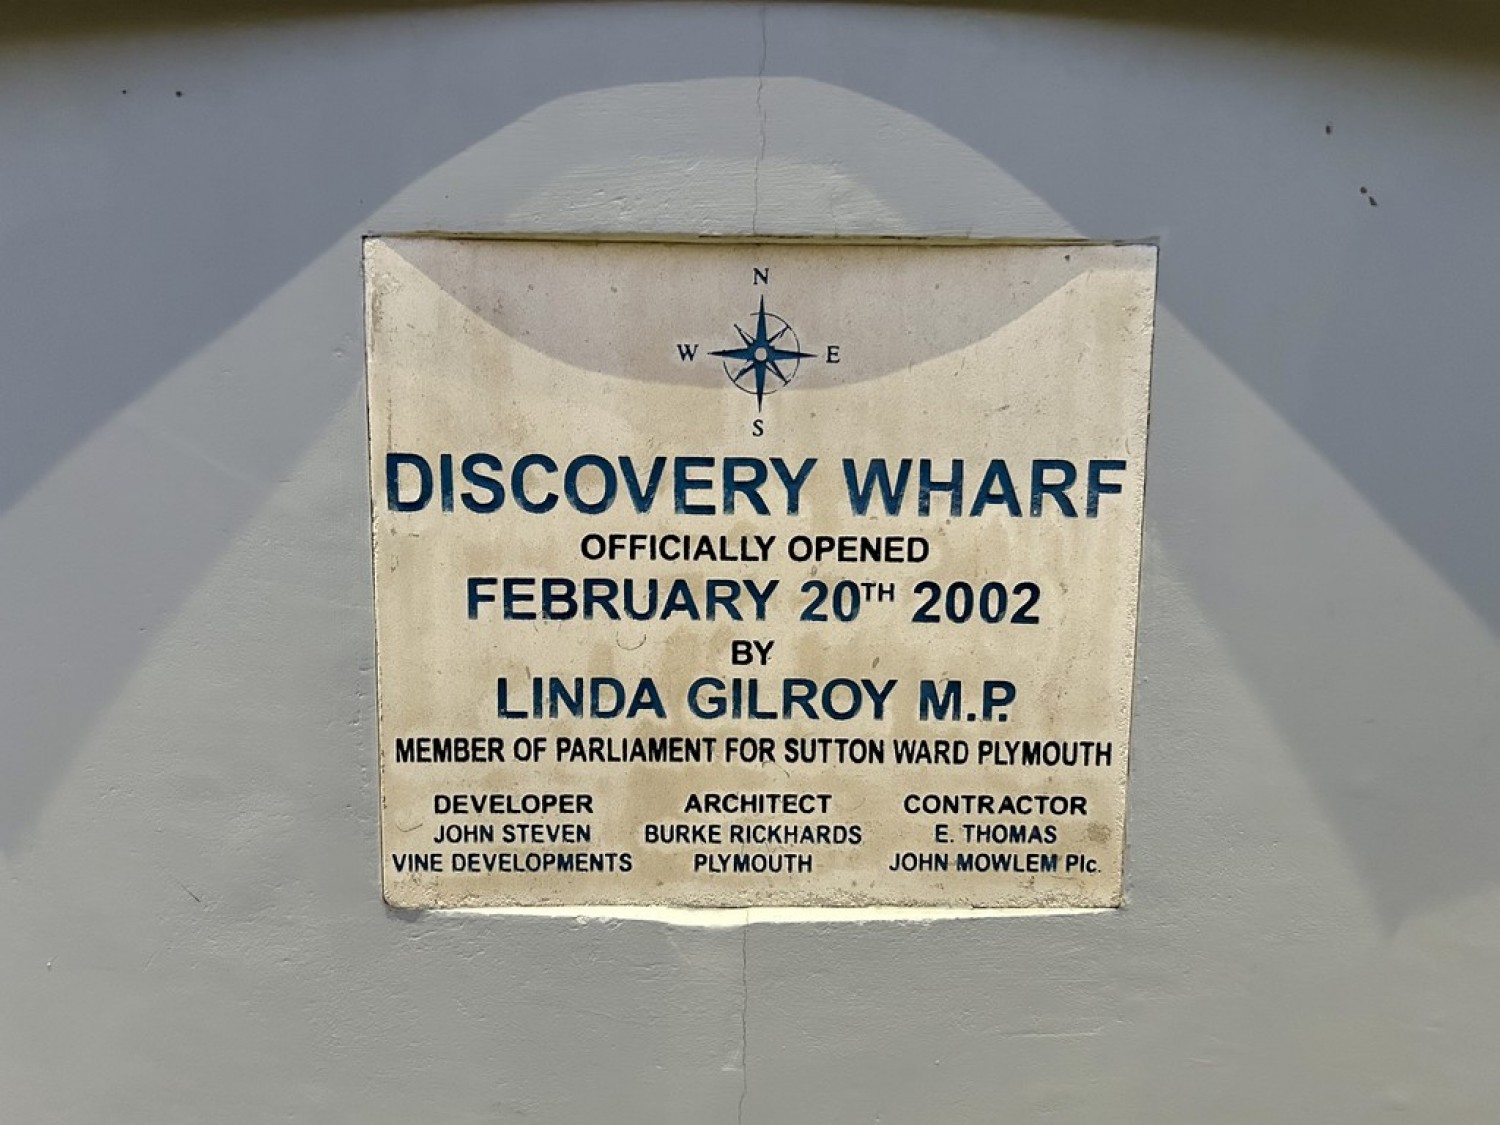 N
W E
S
DISCOVERY WHARF
OFFICIALLY OPENED
FEBRUARY 20TH 2002
BY
LINDA GILROY M.P.
MEMBER OF PARLIAMENT FOR SUTTON WARD PLYMOUTH
DEVELOPER ARCHITECT CONTRACTOR
JOHN STEVEN BURKE RICKHARDS E. THOMAS
VINE DEVELOPMENTS PLYMOUTH JOHN MOWLEM Plc.